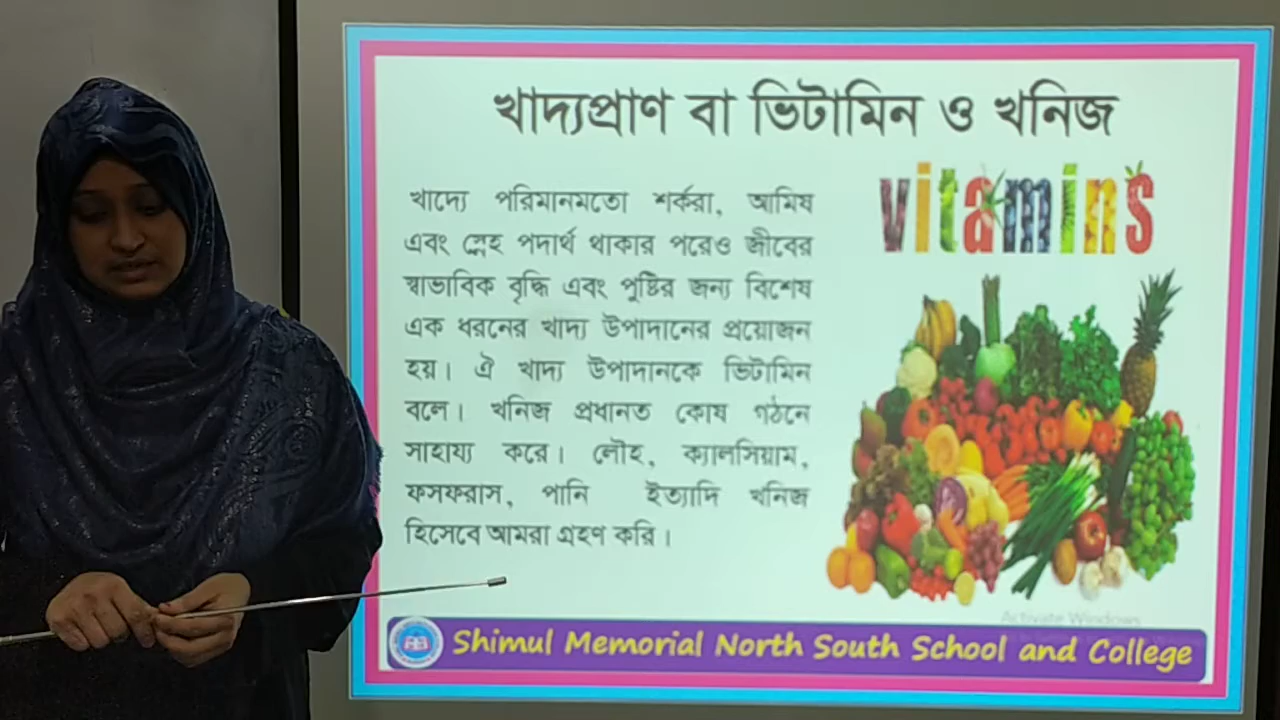 খাদ্যপ্রাণ বা ভিটামিন ও খনিজ
vitamins
খাদ্যে পরিমানমতো শর্করা, আমিষ
এবং স্নেহ পদার্থ থাকার পরেও জীবের
স্বাভাবিক বৃদ্ধি এবং পুষ্টির জন্য বিশেষ
এক ধরনের খাদ্য উপাদানের প্রয়োজন
হয়। ঐ খাদ্য উপাদানকে ভিটামিন
বলে। খনিজ প্রধানত কোষ গঠনে
সাহায্য করে। লৌহ, ক্যালসিয়াম,
ফসফরাস, পানি ইত্যাদি খনিজ
হিসেবে আমরা গ্রহণ করি।
Activate Windows
Shimul Memorial North South School and College